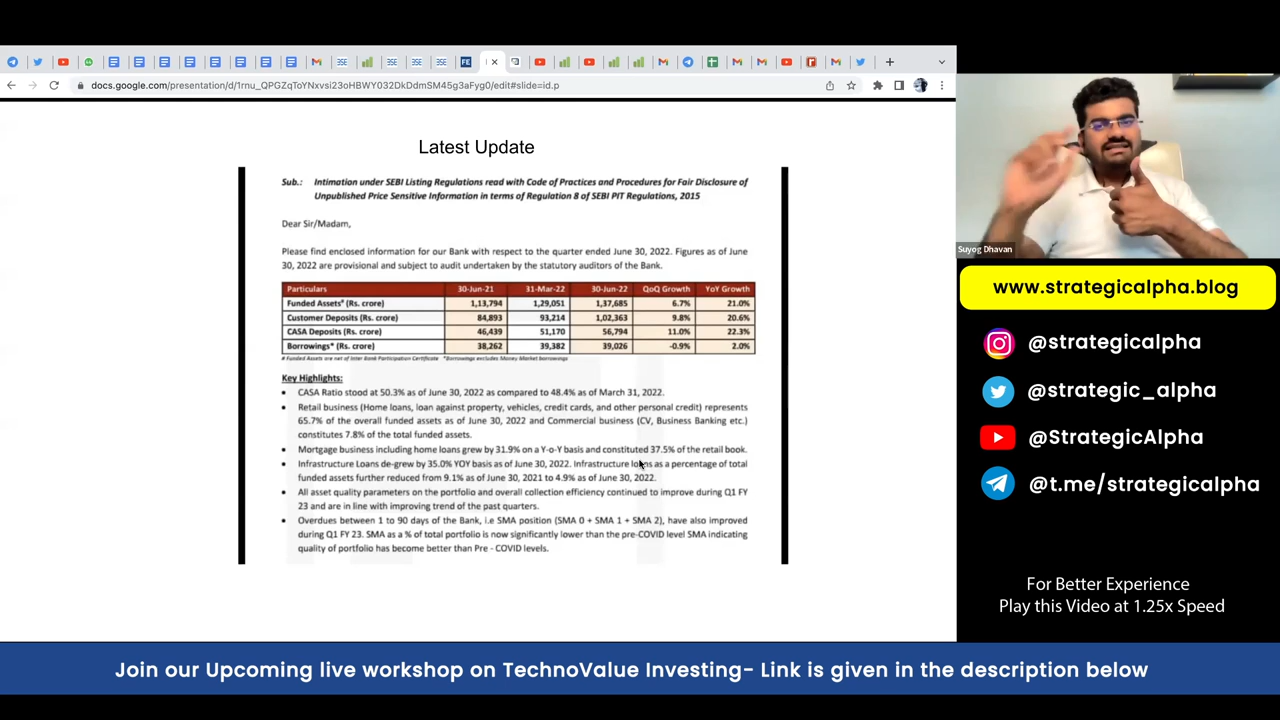 docs.google.com/presentation/d/1rnu_QPGZqToYNxvsi23oHBWY032DkDdmSM45g3aFyg0/edit#slide=id.p
Latest Update
Sub.: Intimation under SEBI Listing Regulations read with Code of Practices and Procedures for Fair Disclosure of
Unpublished Price Sensitive Information in terms of Regulation 8 of SEBI PIT Regulations, 2015
Dear Sir/Madam,
Please find enclosed information for our Bank with respect to the quarter ended June 30, 2022. Figures as of June
30, 2022 are provisional and subject to audit undertaken by the statutory auditors of the Bank.
Particulars 30-Jun-21 31-Mar-22 30-Jun-22 QoQ Growth YoY Growth
Funded Assets# (Rs. crore) 1,13,794 1,29,051 1,37,685 6.7% 21.0%
Customer Deposits (Rs. crore) 84,893 93,214 1,02,363 9.8% 20.6%
CASA Deposits (Rs. crore) 46,439 51,170 56,794 11.0% 22.3%
Borrowings* (Rs. crore) 38,262 39,382 39,026 -0.9% 2.0%
# Funded Assets are net of Inter Bank Participation Certificate *Borrowings excludes Money Market borrowings
Key Highlights:
• CASA Ratio stood at 50.3% as of June 30, 2022 as compared to 48.4% as of March 31, 2022.
• Retail business (Home loans, loan against property, vehicles, credit cards, and other personal credit) represents
65.7% of the overall funded assets as of June 30, 2022 and Commercial business (CV, Business Banking etc.)
constitutes 7.8% of the total funded assets.
• Mortgage business including home loans grew by 31.9% on a Y-o-Y basis and constituted 37.5% of the retail book.
• Infrastructure Loans de-grew by 35.0% YOY basis as of June 30, 2022. Infrastructure loans as a percentage of total
funded assets further reduced from 9.1% as of June 30, 2021 to 4.9% as of June 30, 2022.
• All asset quality parameters on the portfolio and overall collection efficiency continued to improve during Q1 FY
23 and are in line with improving trend of the past quarters.
• Overdues between 1 to 90 days of the Bank, i.e SMA position (SMA 0 + SMA 1 + SMA 2), have also improved
during Q1 FY 23. SMA as a % of total portfolio is now significantly lower than the pre-COVID level SMA indicating
quality of portfolio has become better than Pre - COVID levels.
Suyog Dhavan
www.strategicalpha.blog
@strategicalpha
@strategic_alpha
@StrategicAlpha
@t.me/strategicalpha
For Better Experience
Play this Video at 1.25x Speed
Join our Upcoming live workshop on TechnoValue Investing- Link is given in the description below